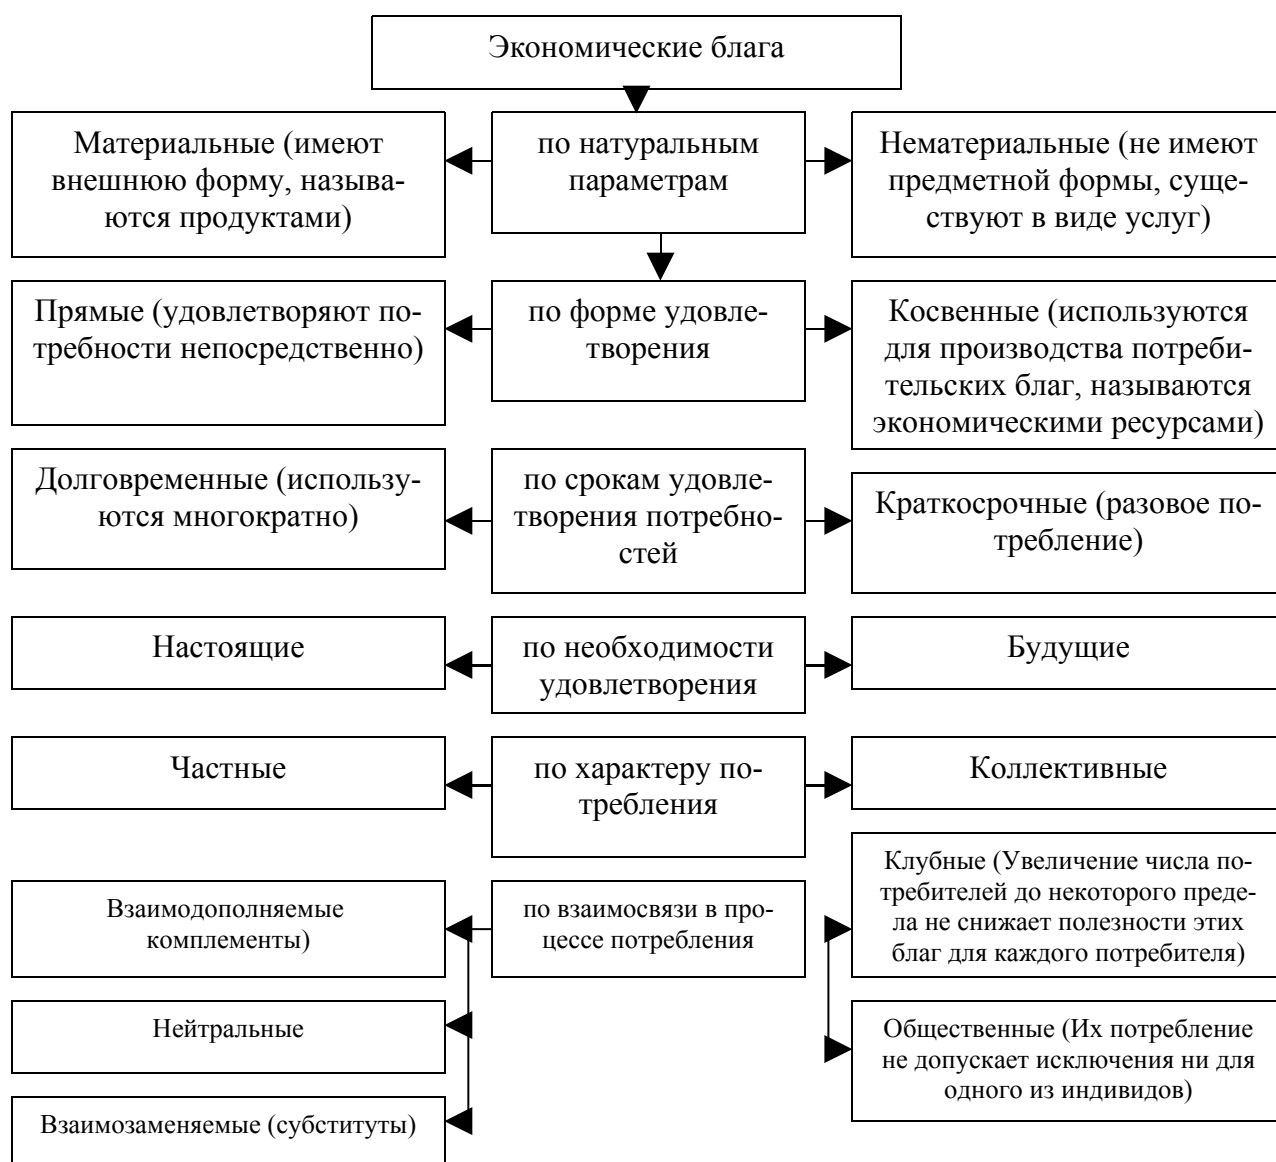 Экономические блага
Материальные (имеют
внешнюю форму, называ-
ются продуктами)
по натуральным
параметрам
Нематериальные (не имеют
предметной формы, суще-
ствуют в виде услуг)
Прямые (удовлетворяют по-
требности непосредственно)
по форме удовле-
творения
Косвенные (используются
для производства потреби-
тельских благ, называются
экономическими ресурсами)
Долговременные (использу-
ются многократно)
по срокам удовле-
творения потребно-
стей
Краткосрочные (разовое по-
требление)
Настоящие
по необходимости
удовлетворения
Будущие
Частные
по характеру по-
требления
Коллективные
Взаимодополняемые
комплементы)
по взаимосвязи в про-
цессе потребления
Клубные (Увеличение числа по-
требителей до некоторого преде-
ла не снижает полезности этих
благ для каждого потребителя)
Нейтральные
Общественные (Их потребление
не допускает исключения ни для
одного из индивидов)
Взаимозаменяемые (субституты)